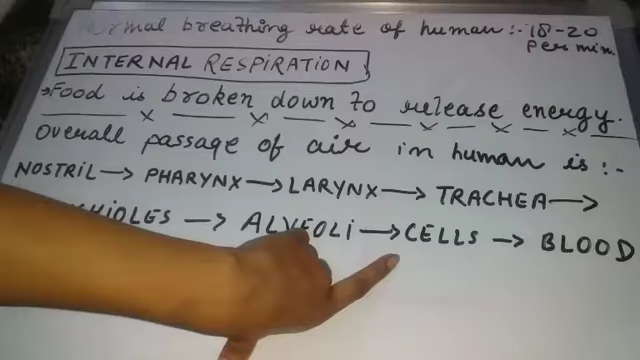 Normal breathing rate of human :- 18-20
per min.
INTERNAL RESPIRATION
→Food is broken down to release energy.
Overall passage of air in human is :-
NOSTRIL → PHARYNX → LARYNX → TRACHEA →
→ ALVEOLI → CELLS → BLOOD